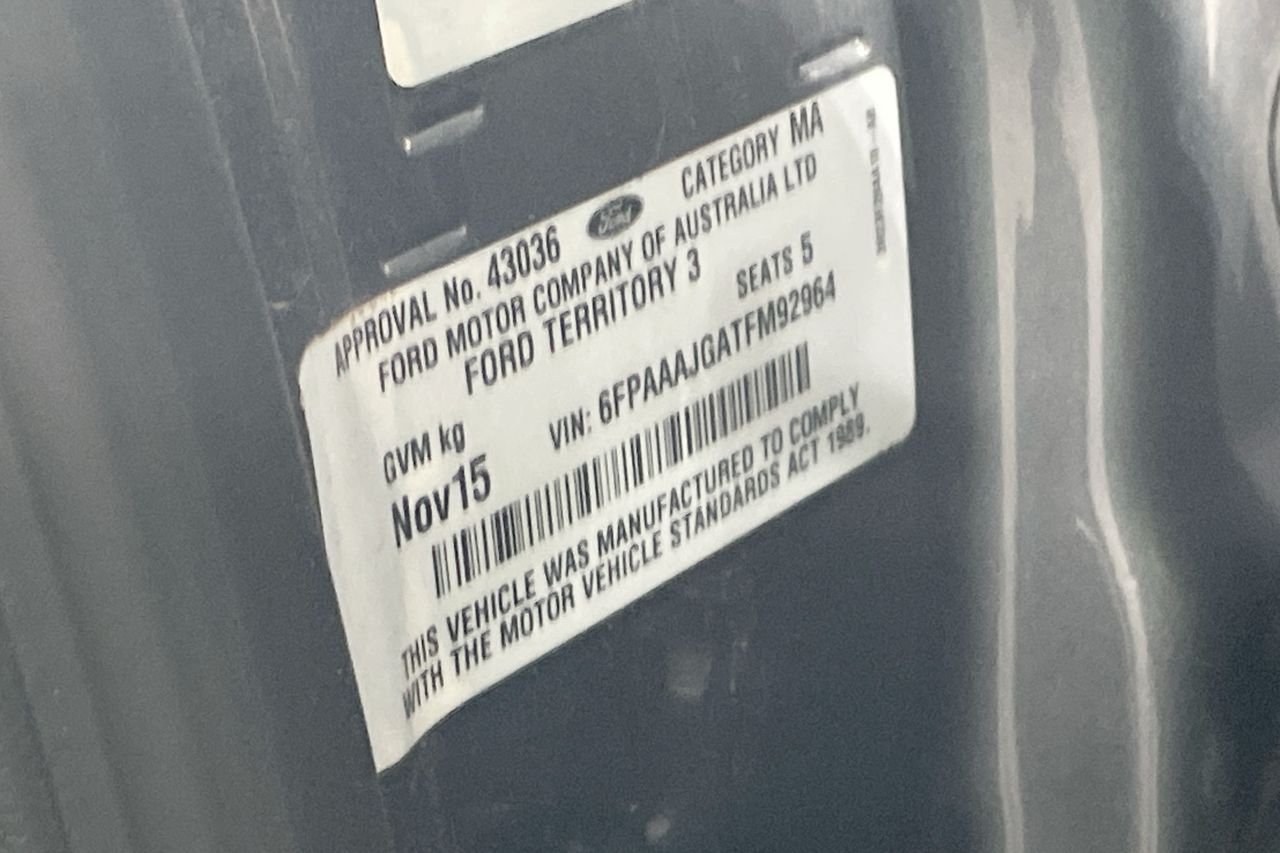 APPROVAL No. 43036 Ford CATEGORY MA
FORD MOTOR COMPANY OF AUSTRALIA LTD
FORD TERRITORY 3
SEATS 5
GVM kg
VIN: 6FPAAAJGATFM92964
Nov15
THIS VEHICLE WAS MANUFACTURED TO COMPLY
WITH THE MOTOR VEHICLE STANDARDS ACT 1989.